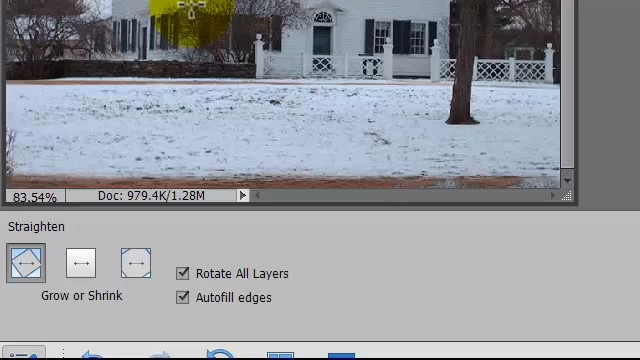 83.54%
Doc: 979.4K/1.28M
Straighten
Rotate All Layers
Grow or Shrink
Autofill edges